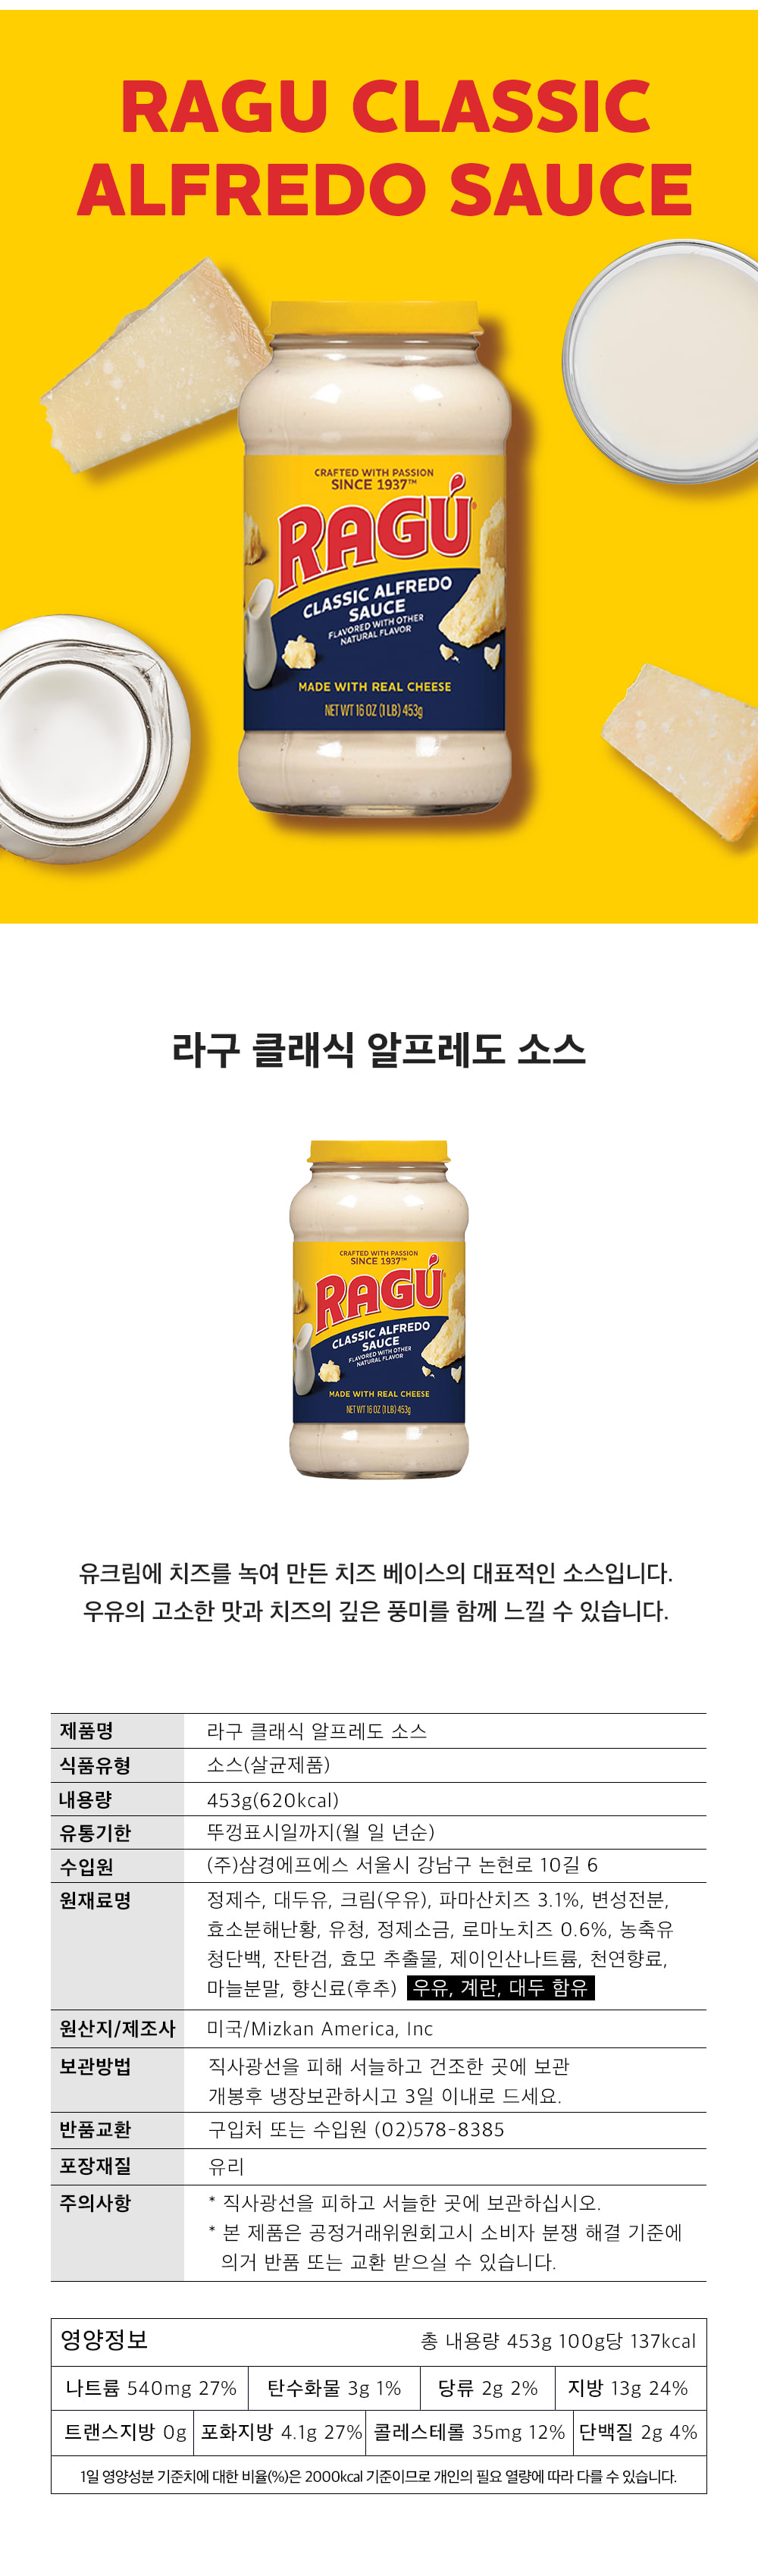 RAGU CLASSIC
ALFREDO SAUCE
CRAFTED WITH PASSION
SINCE 1937™
RAGÚ®
CLASSIC ALFREDO
SAUCE
FLAVORED WITH OTHER
NATURAL FLAVOR
MADE WITH REAL CHEESE
NET WT 16 OZ (1 LB) 453g
라구 클래식 알프레도 소스
CRAFTED WITH PASSION
SINCE 1937™
RAGÚ®
CLASSIC ALFREDO
SAUCE
FLAVORED WITH OTHER
NATURAL FLAVOR
MADE WITH REAL CHEESE
NET WT 16 OZ (1 LB) 453g
유크림에 치즈를 녹여 만든 치즈 베이스의 대표적인 소스입니다.
우유의 고소한 맛과 치즈의 깊은 풍미를 함께 느낄 수 있습니다.
제품명 라구 클래식 알프레도 소스
식품유형 소스(살균제품)
내용량 453g(620kcal)
유통기한 뚜껑표시일까지(월 일 년순)
수입원 (주)삼경에프에스 서울시 강남구 논현로 10길 6
원재료명 정제수, 대두유, 크림(우유), 파마산치즈 3.1%, 변성전분,
효소분해난황, 유청, 정제소금, 로마노치즈 0.6%, 농축유
청단백, 잔탄검, 효모 추출물, 제이인산나트륨, 천연향료,
마늘분말, 향신료(후추) 우유, 계란, 대두 함유
원산지/제조사 미국/Mizkan America, Inc
보관방법 직사광선을 피해 서늘하고 건조한 곳에 보관
개봉후 냉장보관하시고 3일 이내로 드세요.
반품교환 구입처 또는 수입원 (02)578-8385
포장재질 유리
주의사항 * 직사광선을 피하고 서늘한 곳에 보관하십시오.
* 본 제품은 공정거래위원회고시 소비자 분쟁 해결 기준에
의거 반품 또는 교환 받으실 수 있습니다.
영양정보 총 내용량 453g 100g당 137kcal
나트륨 540mg 27% 탄수화물 3g 1% 당류 2g 2% 지방 13g 24%
트랜스지방 0g 포화지방 4.1g 27% 콜레스테롤 35mg 12% 단백질 2g 4%
1일 영양성분 기준치에 대한 비율(%)은 2000kcal 기준이므로 개인의 필요 열량에 따라 다를 수 있습니다.